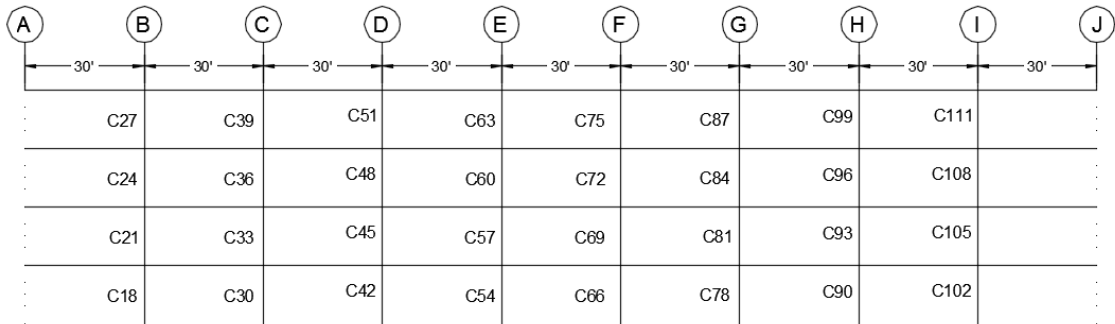 A B C D E F G H I J
30' 30' 30' 30' 30' 30' 30' 30' 30'
C27 C39 C51 C63 C75 C87 C99 C111
C24 C36 C48 C60 C72 C84 C96 C108
C21 C33 C45 C57 C69 C81 C93 C105
C18 C30 C42 C54 C66 C78 C90 C102